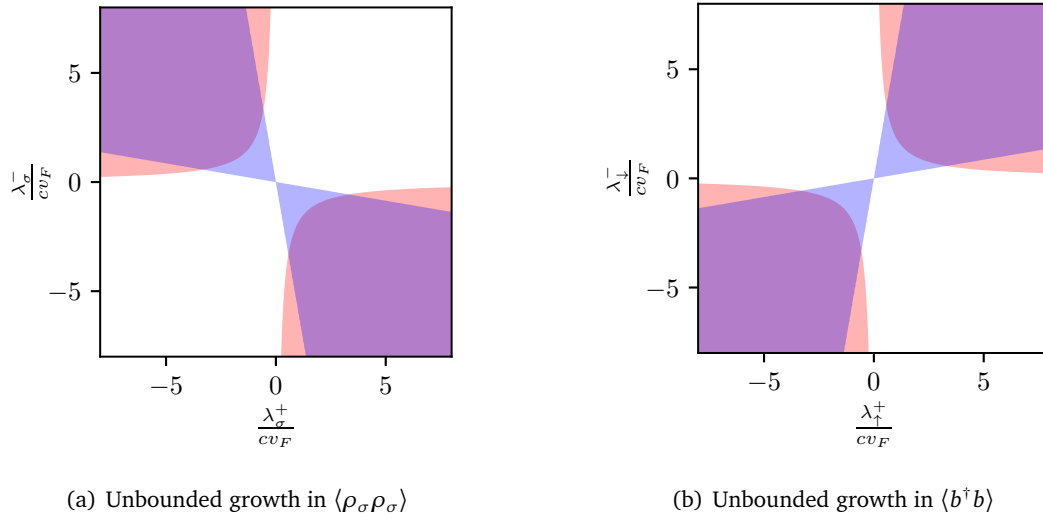 5
0
−5
−5
0
5
λσ−
cvF
λσ+
cvF
5
0
−5
−5
0
5
λ↓−
cvF
λ↑+
cvF
(a) Unbounded growth in ⟨ρσρσ⟩
(b) Unbounded growth in ⟨b†b⟩